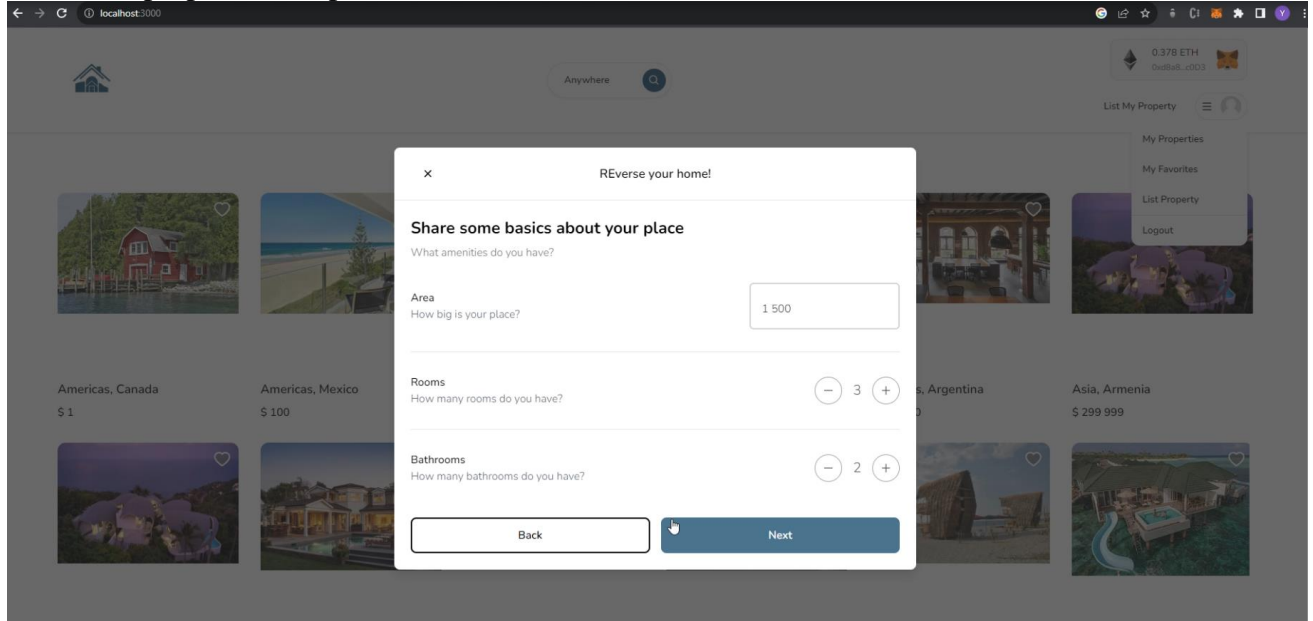 localhost:3000
Anywhere
0.378 ETH
List My Property
My Properties
My Favorites
List Property
Logout
REverse your home!
Share some basics about your place
What amenities do you have?
Area
How big is your place?
1 500
Rooms
How many rooms do you have?
3
Bathrooms
How many bathrooms do you have?
2
Back
Next
Americas, Canada
$ 1
Americas, Mexico
$ 100
s, Argentina
Asia, Armenia
$ 299 999